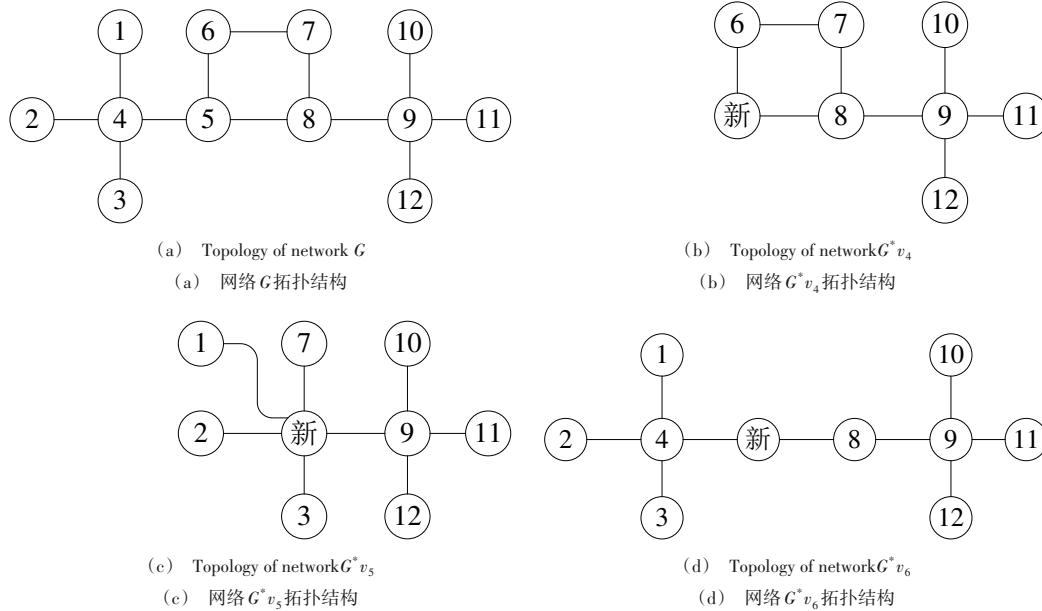 1 6 7 10
2 4 5 8 9 11
3 12
(a) Topology of network G
(a) 网络G拓扑结构
6 7 10
新 8 9 11
12
(b) Topology of networkG*v4
(b) 网络G*v4拓扑结构
1 7 10
2 新 9 11
3 12
(c) Topology of networkG*v5
(c) 网络G*v5拓扑结构
1 10
2 4 新 8 9 11
3 12
(d) Topology of networkG*v6
(d) 网络G*v6拓扑结构